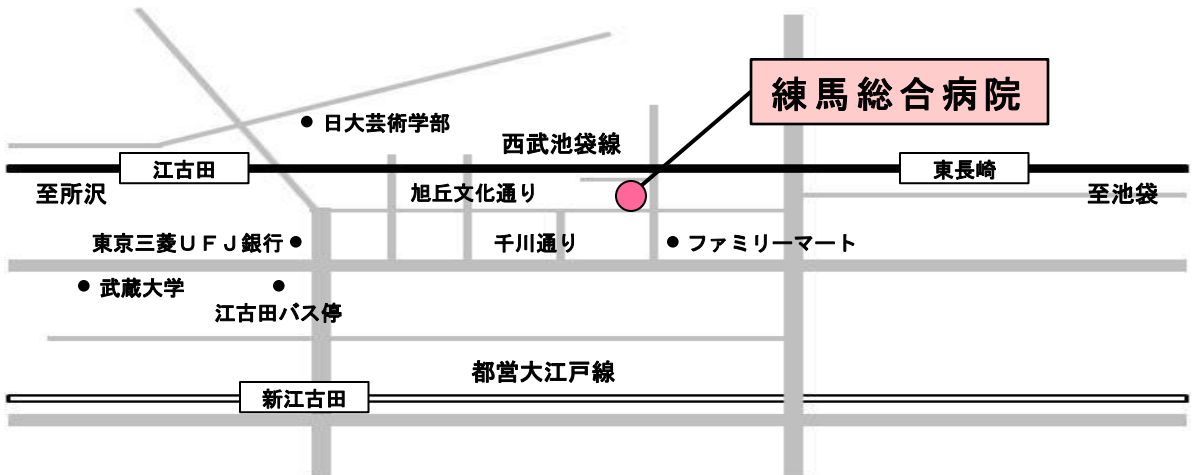 練馬総合病院
日大芸術学部
西武池袋線
江古田
東長崎
至所沢
旭丘文化通り
至池袋
東京三菱ＵＦＪ銀行
千川通り
ファミリーマート
武蔵大学
江古田バス停
都営大江戸線
新江古田